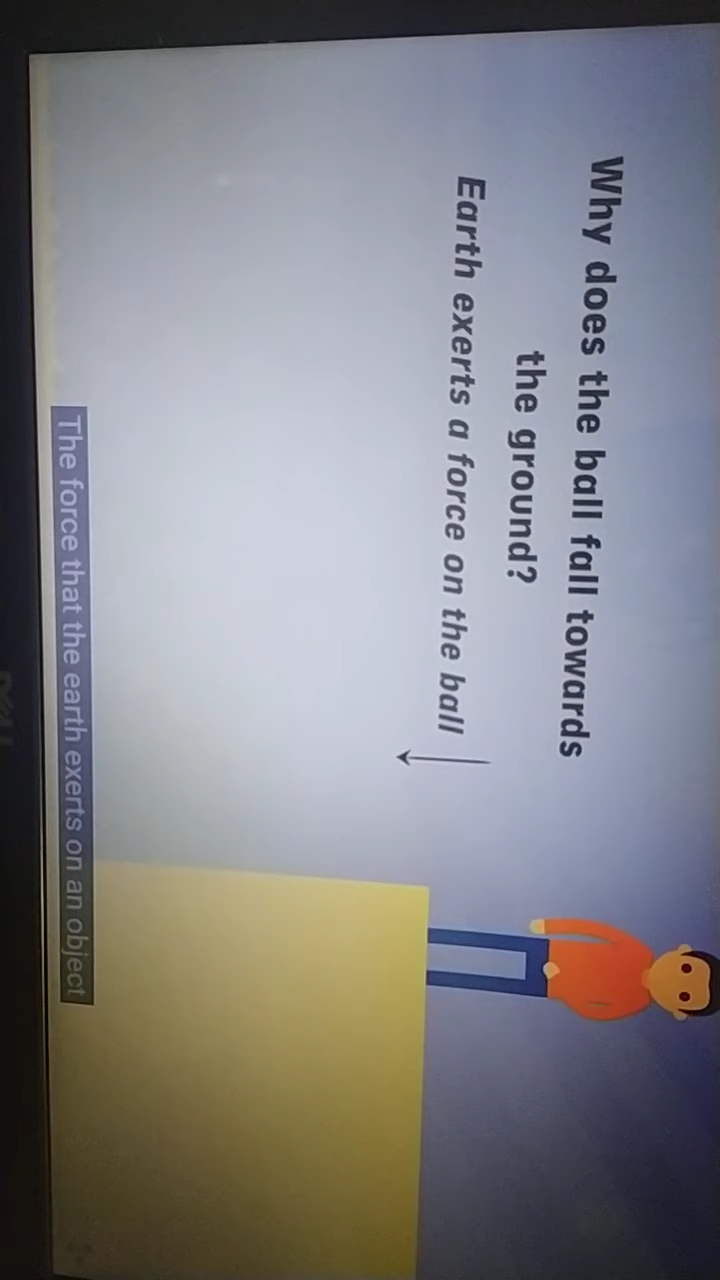 Why does the ball fall towards
the ground?
Earth exerts a force on the ball
The force that the earth exerts on an object